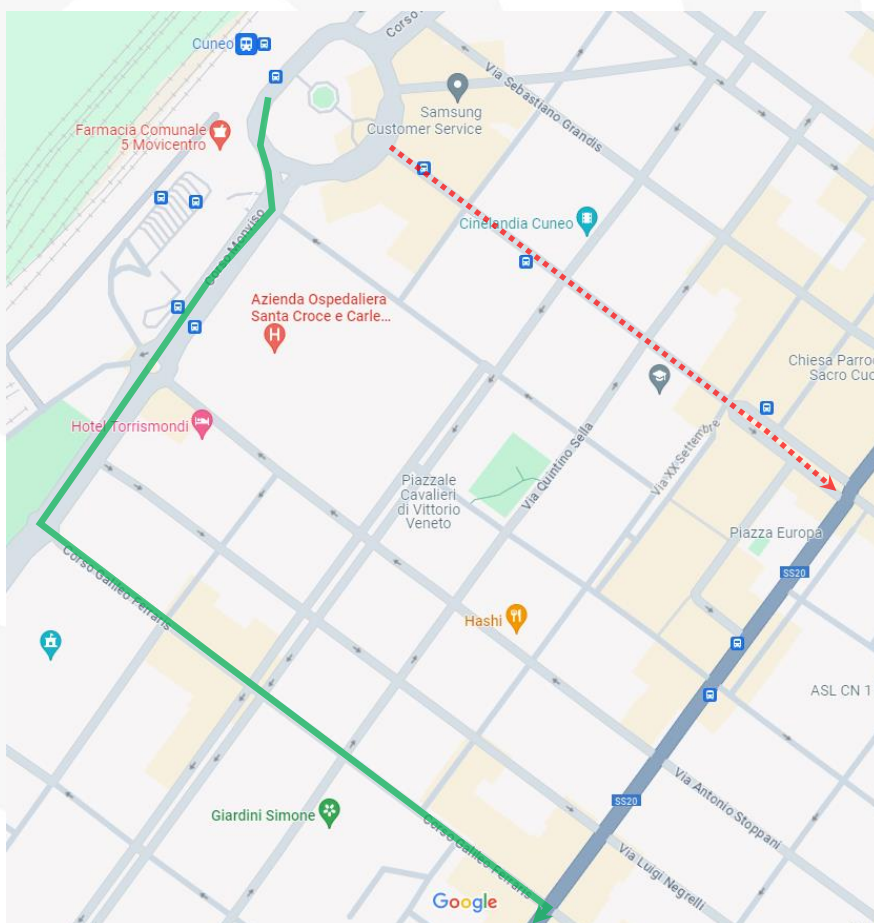 Corso
Cuneo
Via Sebastiano Grandis
Samsung
Customer Service
Farmacia Comunale
5 Movicentro
Cinelandia Cuneo
Corso Monviso
Azienda Ospedaliera
Santa Croce e Carle...
H
Chiesa Parro
Sacro Cuo
Hotel Torrismondi
Via XX Settembre
Via Quintino Sella
Piazzale
Cavalieri
di Vittorio
Veneto
Piazza Europa
Corso Galileo Ferraris
SS20
Hashi
ASL CN 1
Via Antonio Stoppani
SS20
Giardini Simone
Corso Galileo Ferraris
Via Luigi Negrelli
Google